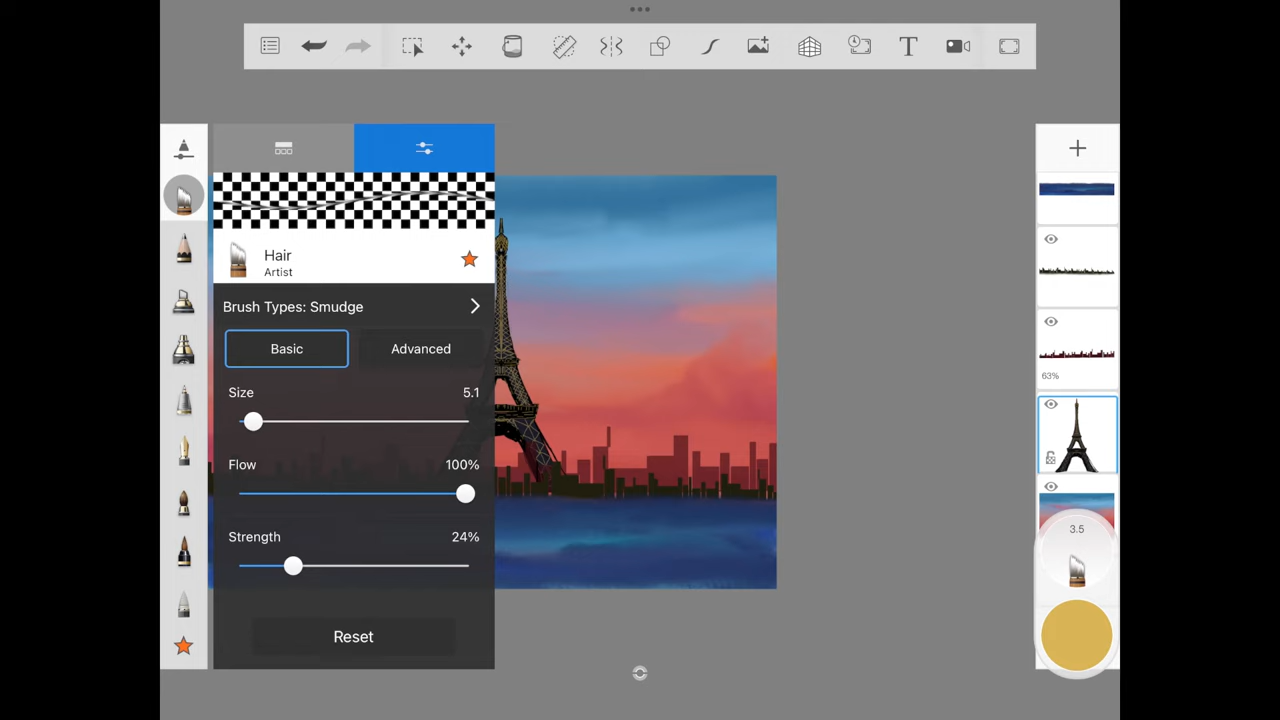 T
Hair
Artist
Brush Types: Smudge
Basic Advanced
Size 5.1
Flow 100%
Strength 24%
Reset
63%
3.5